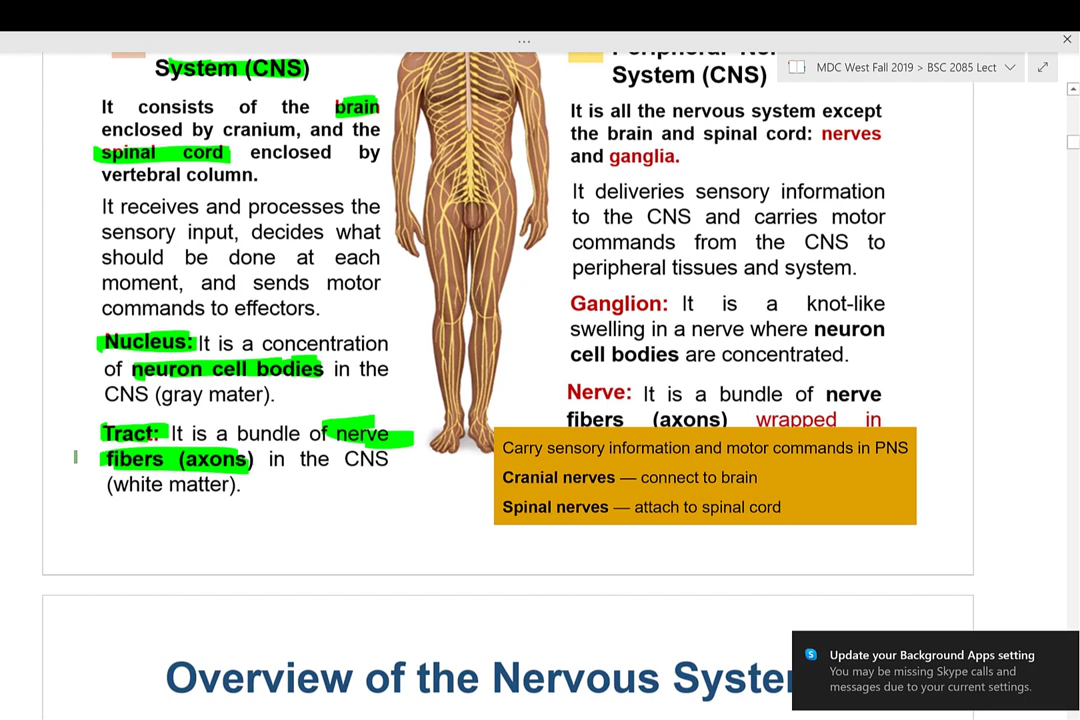 System (CNS)
It consists of the brain
enclosed by cranium, and the
spinal cord enclosed by
vertebral column.
It receives and processes the
sensory input, decides what
should be done at each
moment, and sends motor
commands to effectors.
Nucleus: It is a concentration
of neuron cell bodies in the
CNS (gray mater).
Tract: It is a bundle of nerve
fibers (axons) in the CNS
(white matter).
System (CNS)
MDC West Fall 2019 > BSC 2085 Lect
It is all the nervous system except
the brain and spinal cord: nerves
and ganglia.
It deliveries sensory information
to the CNS and carries motor
commands from the CNS to
peripheral tissues and system.
Ganglion: It is a knot-like
swelling in a nerve where neuron
cell bodies are concentrated.
Nerve: It is a bundle of nerve
fibers (axons) wrapped in
Carry sensory information and motor commands in PNS
Cranial nerves — connect to brain
Spinal nerves — attach to spinal cord
Overview of the Nervous Syste
Update your Background Apps setting
You may be missing Skype calls and
messages due to your current settings.